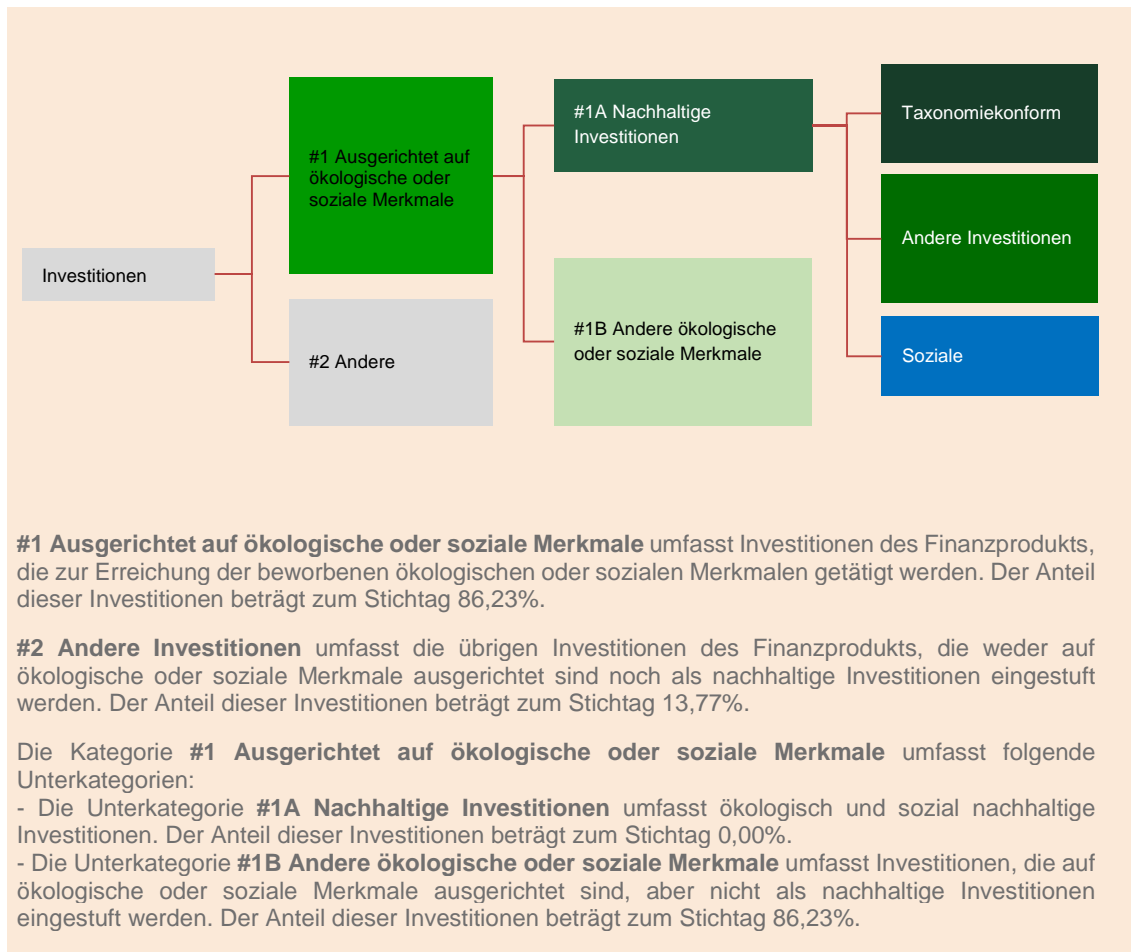 Investitionen
#1 Ausgerichtet auf
ökologische oder
soziale Merkmale
#2 Andere
#1A Nachhaltige
Investitionen
#1B Andere ökologische
oder soziale Merkmale
Taxonomiekonform
Andere Investitionen
Soziale
#1 Ausgerichtet auf ökologische oder soziale Merkmale umfasst Investitionen des Finanzprodukts,
die zur Erreichung der beworbenen ökologischen oder sozialen Merkmalen getätigt werden. Der Anteil
dieser Investitionen beträgt zum Stichtag 86,23%.
#2 Andere Investitionen umfasst die übrigen Investitionen des Finanzprodukts, die weder auf
ökologische oder soziale Merkmale ausgerichtet sind noch als nachhaltige Investitionen eingestuft
werden. Der Anteil dieser Investitionen beträgt zum Stichtag 13,77%.
Die Kategorie #1 Ausgerichtet auf ökologische oder soziale Merkmale umfasst folgende
Unterkategorien:
- Die Unterkategorie #1A Nachhaltige Investitionen umfasst ökologisch und sozial nachhaltige
Investitionen. Der Anteil dieser Investitionen beträgt zum Stichtag 0,00%.
- Die Unterkategorie #1B Andere ökologische oder soziale Merkmale umfasst Investitionen, die auf
ökologische oder soziale Merkmale ausgerichtet sind, aber nicht als nachhaltige Investitionen
eingestuft werden. Der Anteil dieser Investitionen beträgt zum Stichtag 86,23%.